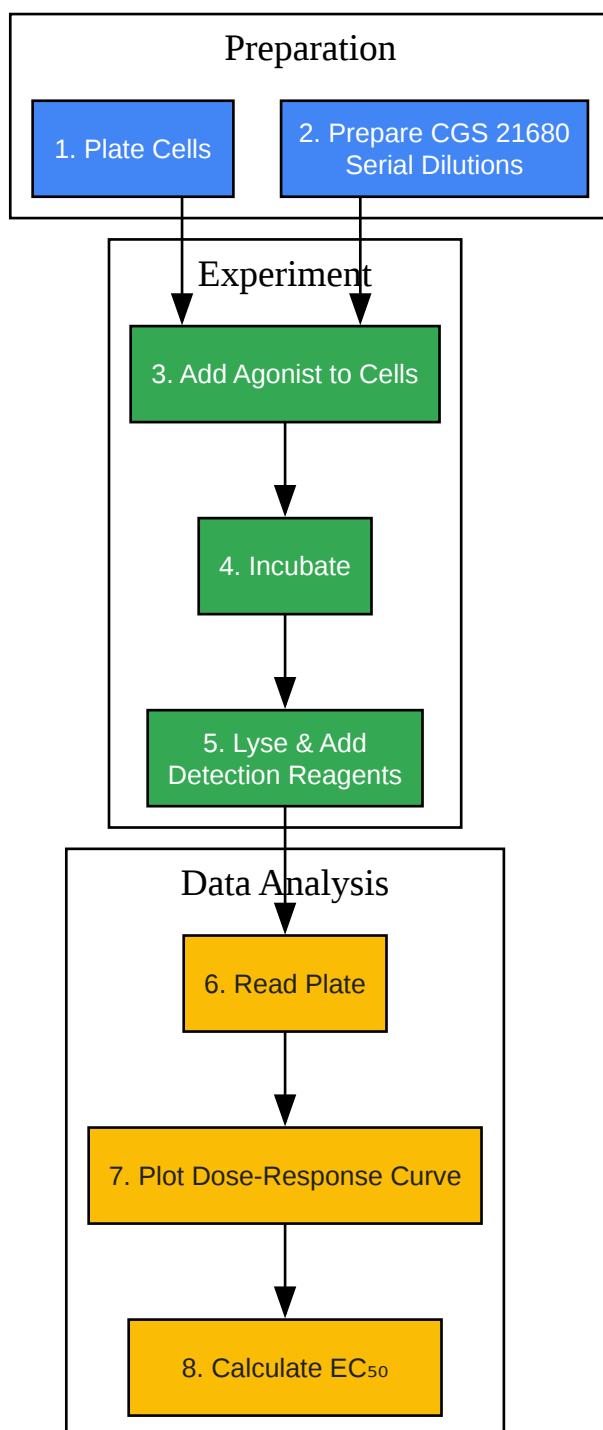 Preparation
1. Plate Cells
2. Prepare CGS 21680
Serial Dilutions
Experiment
3. Add Agonist to Cells
4. Incubate
5. Lyse & Add
Detection Reagents
Data Analysis
6. Read Plate
7. Plot Dose-Response Curve
8. Calculate EC₅₀